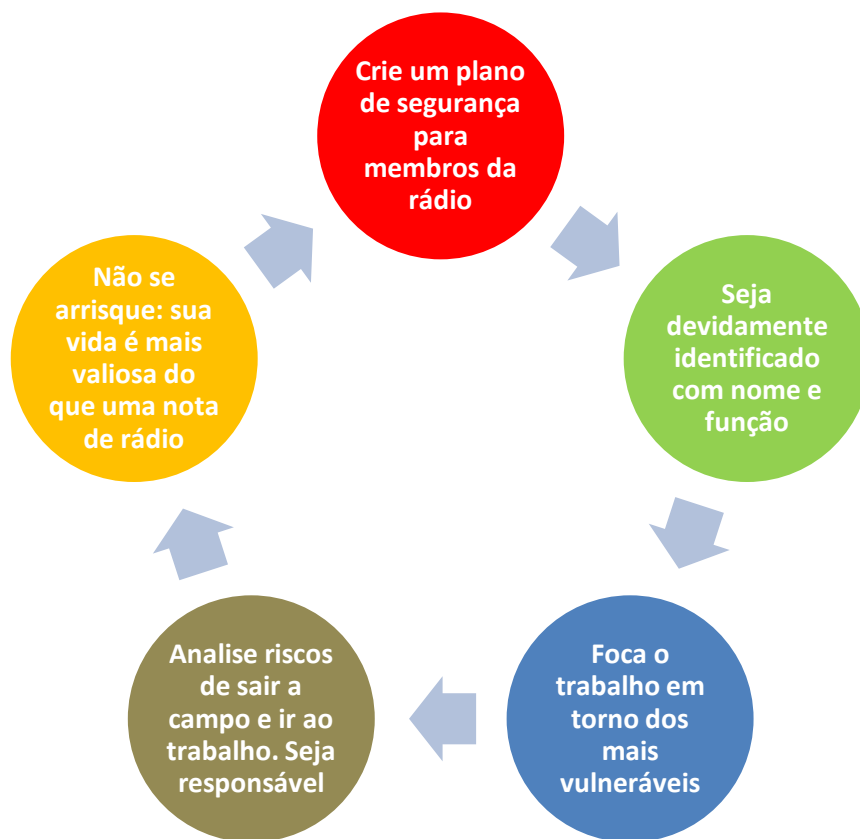 Crie um plano
de segurança
para
membros da
rádio
Seja
devidamente
identificado
com nome e
função
Foca o
trabalho em
torno dos
mais
vulneráveis
Analise riscos
de sair a
campo e ir ao
trabalho. Seja
responsável
Não se
arrisque: sua
vida é mais
valiosa do
que uma nota
de rádio